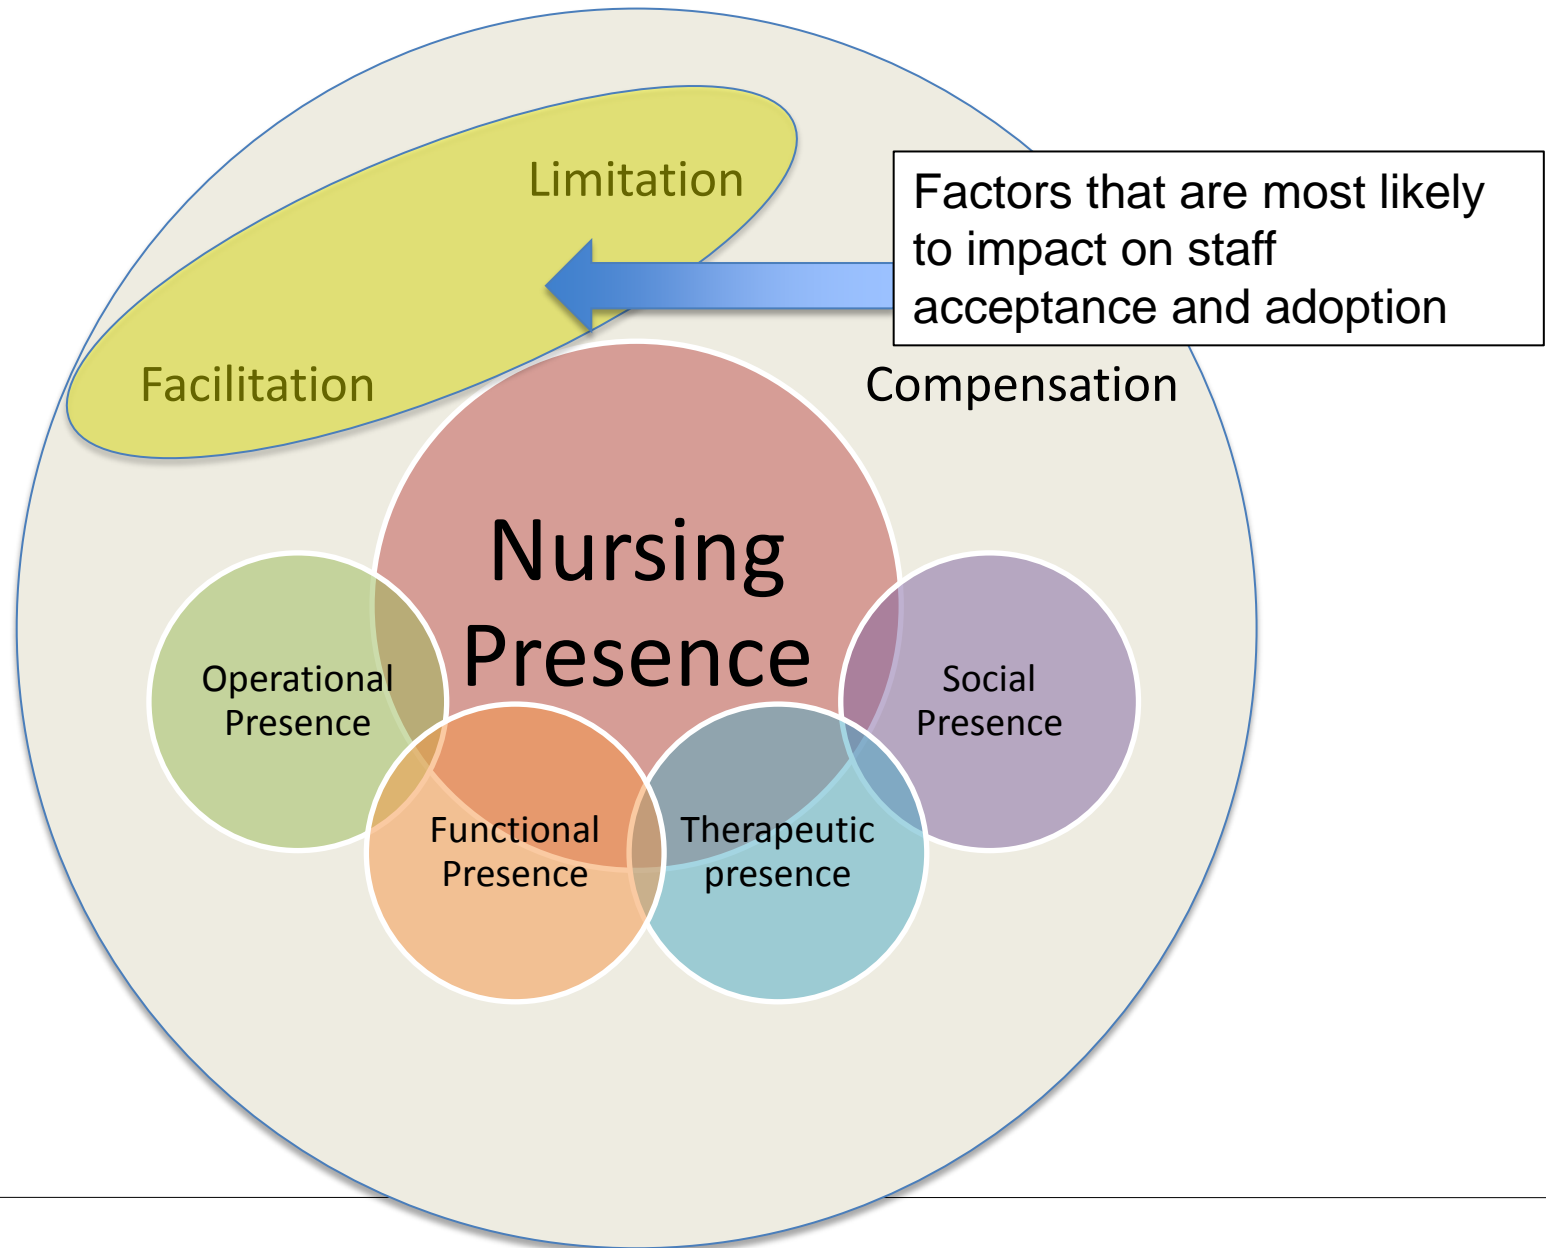 Limitation
Factors that are most likely
to impact on staff
acceptance and adoption
Facilitation
Compensation
Nursing
Presence
Operational
Presence
Social
Presence
Functional
Presence
Therapeutic
presence